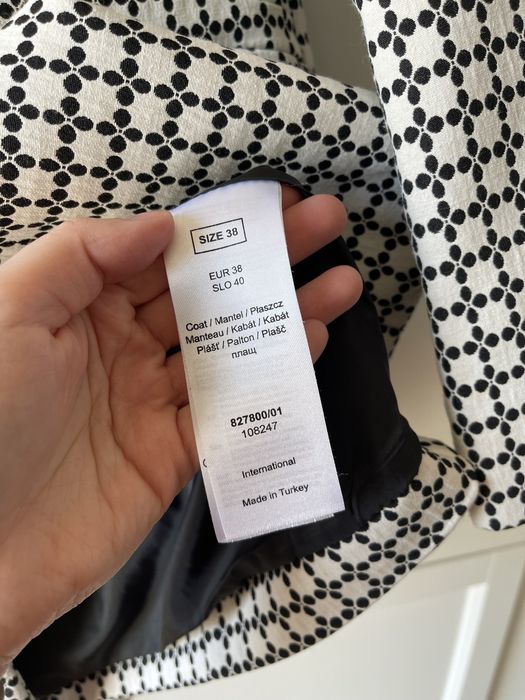 SIZE 38
EUR 38
SLO 40
Coat / Mantel / Płaszcz
Manteau / Kabát / Kabát
Plášť / Palton / Plašč
плащ
827800/01
108247
International
Made in Turkey